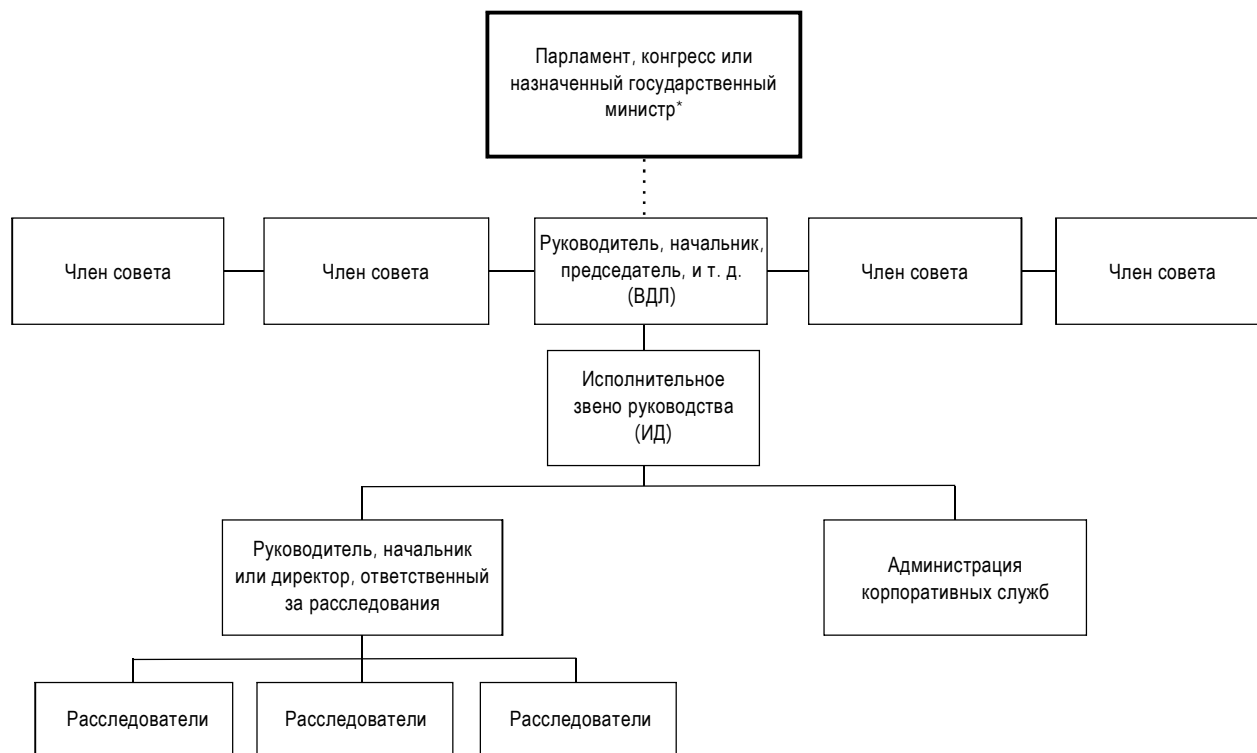 Парламент, конгресс или
назначенный государственный
министр*
Член совета
Член совета
Руководитель, начальник,
председатель, и т. д.
(ВДЛ)
Член совета
Член совета
Исполнительное
звено руководства
(ИД)
Руководитель, начальник
или директор, ответственный
за расследования
Администрация
корпоративных служб
Расследователи
Расследователи
Расследователи